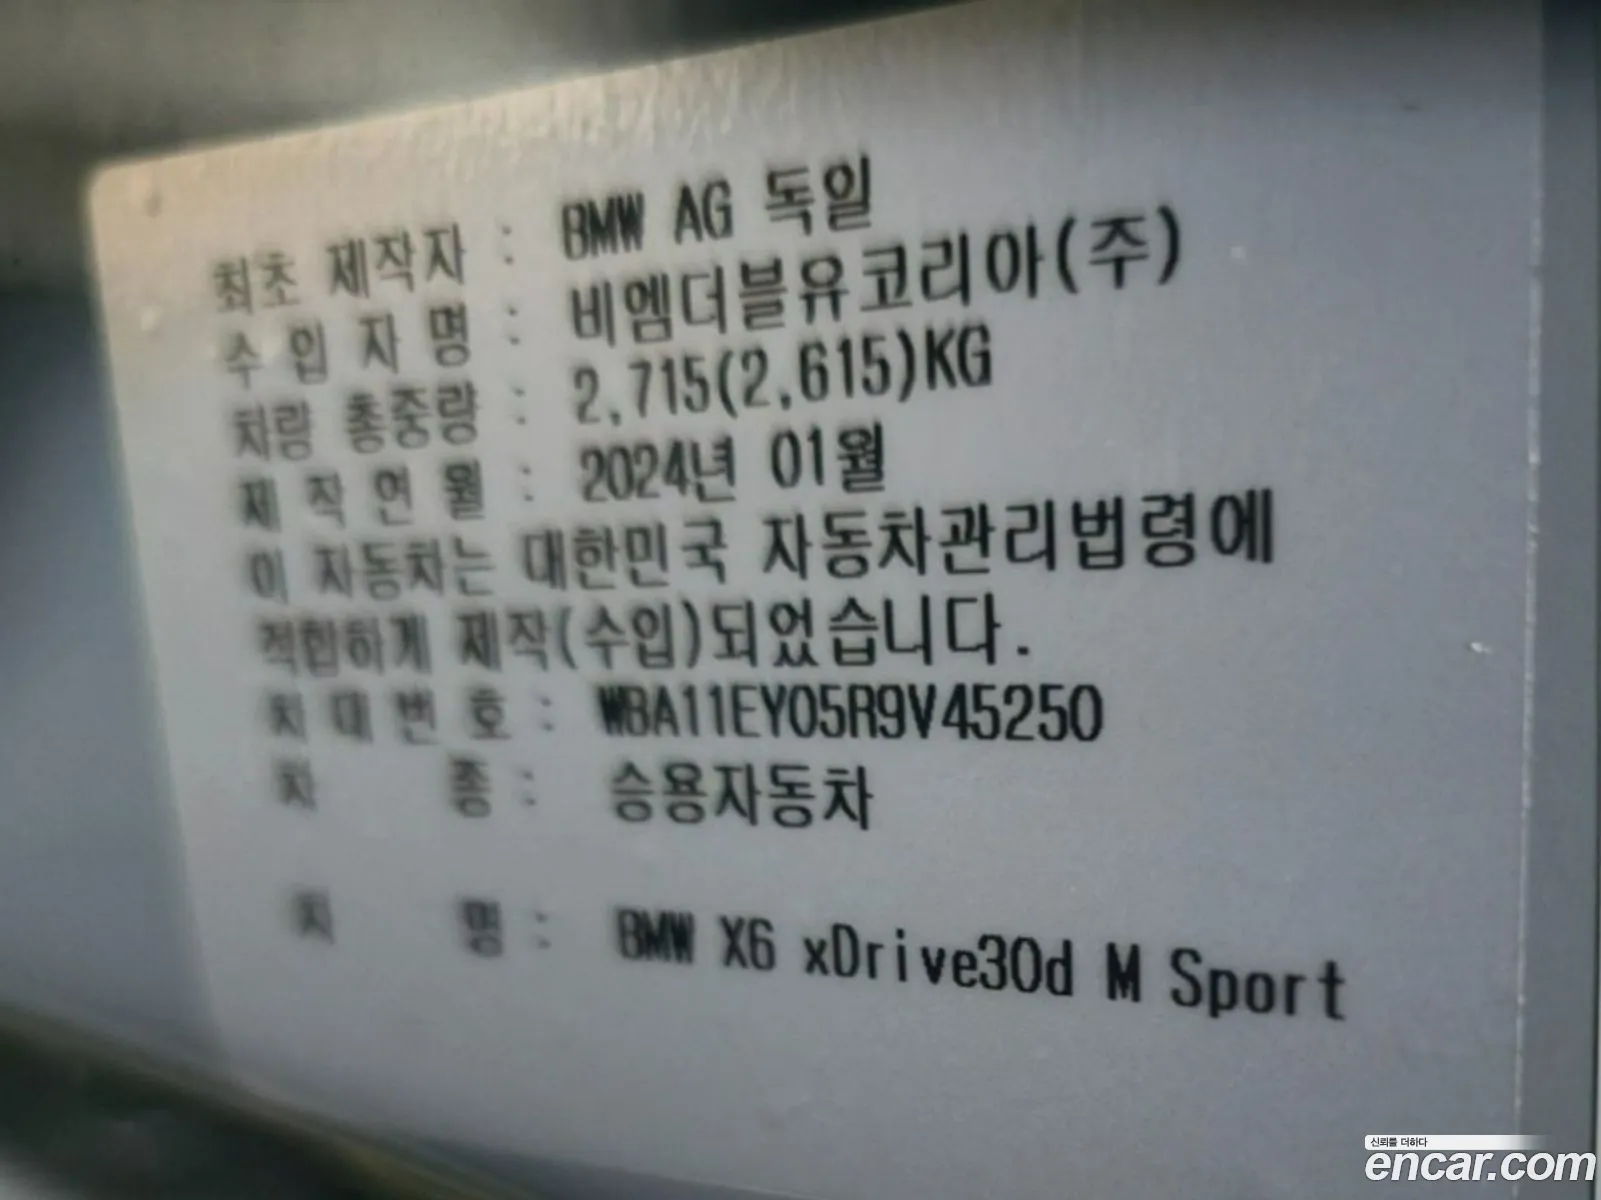 최초 제작자 : BMW AG 독일
수 입 자 명 : 비엠더블유코리아(주)
차량 총중량 : 2,715(2,615)KG
제 작 연 월 : 2024년 01월
이 자동차는 대한민국 자동차관리법령에
적합하게 제작(수입)되었습니다.
차 대 번 호 : WBA11EY05R9V45250
차 종 : 승용자동차
차 명 : BMW X6 xDrive30d M Sport
신뢰를 더하다
encar.com